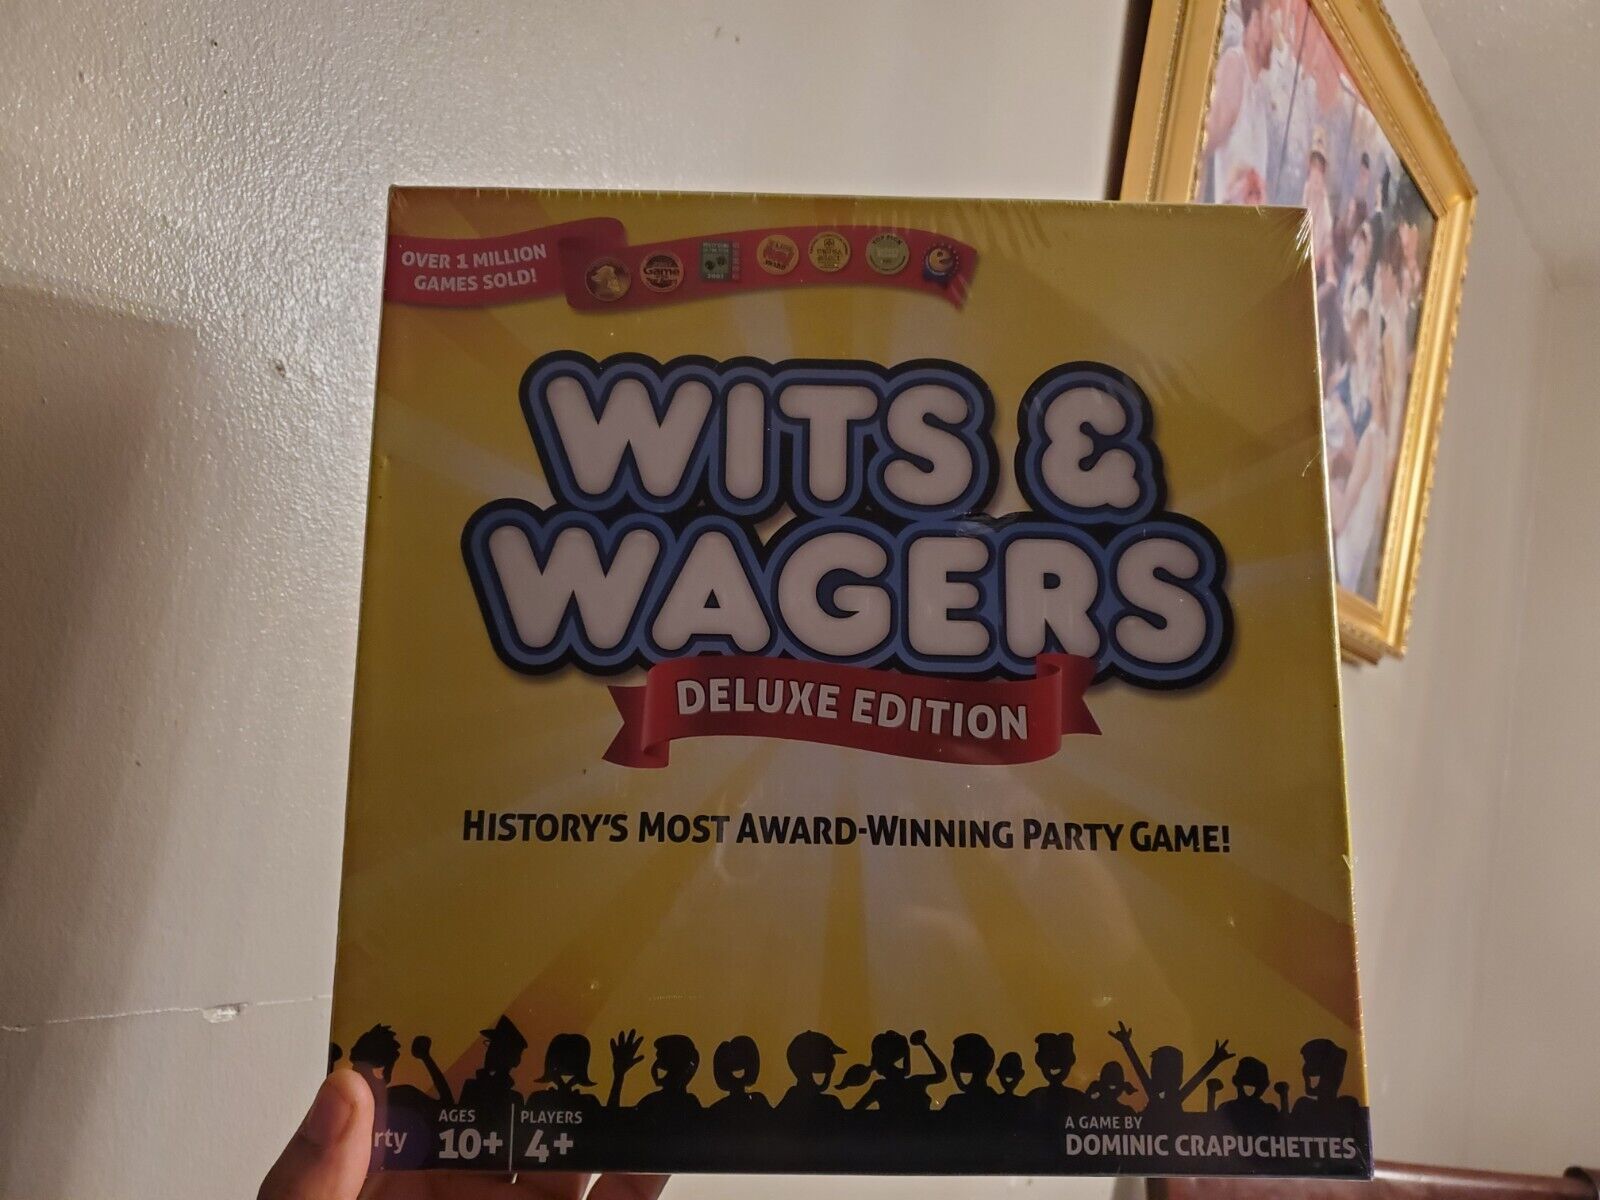 OVER 1 MILLION
GAMES SOLD!
Game
WITS &
WAGERS
DELUXE EDITION
HISTORY'S MOST AWARD-WINNING PARTY GAME!
rty
AGES
10+
PLAYERS
4+
A GAME BY
DOMINIC CRAPUCHETTES